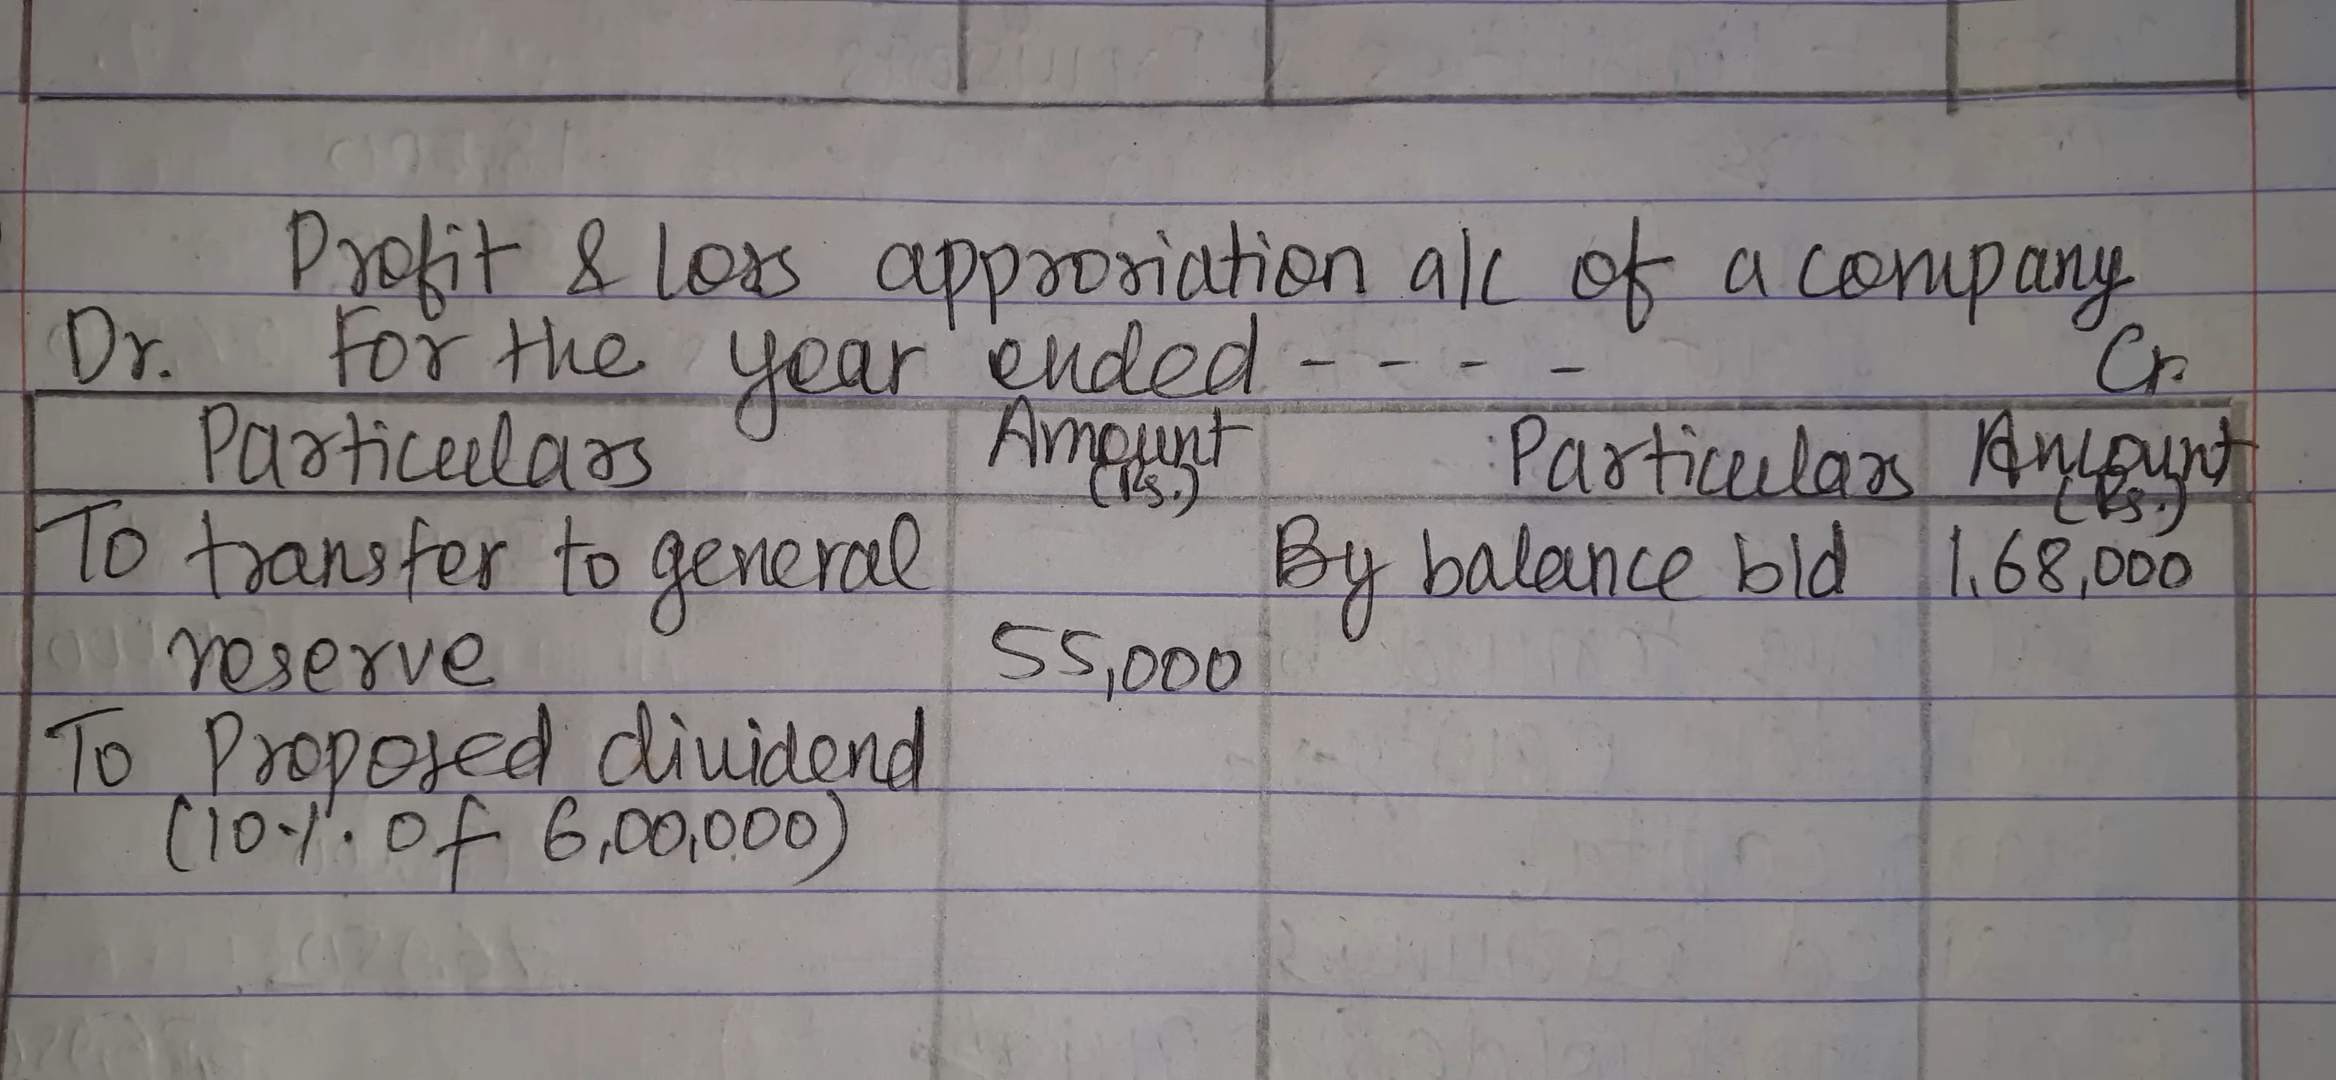 Profit & loss approriation a/c of a company
Dr. For the year ended - - - - Cr.
Particulars Amount (Rs.) Particulars Amount (Rs.)
To transfer to general By balance b/d 1,68,000
reserve 55,000
To Proposed dividend
(10% of 6,00,000)